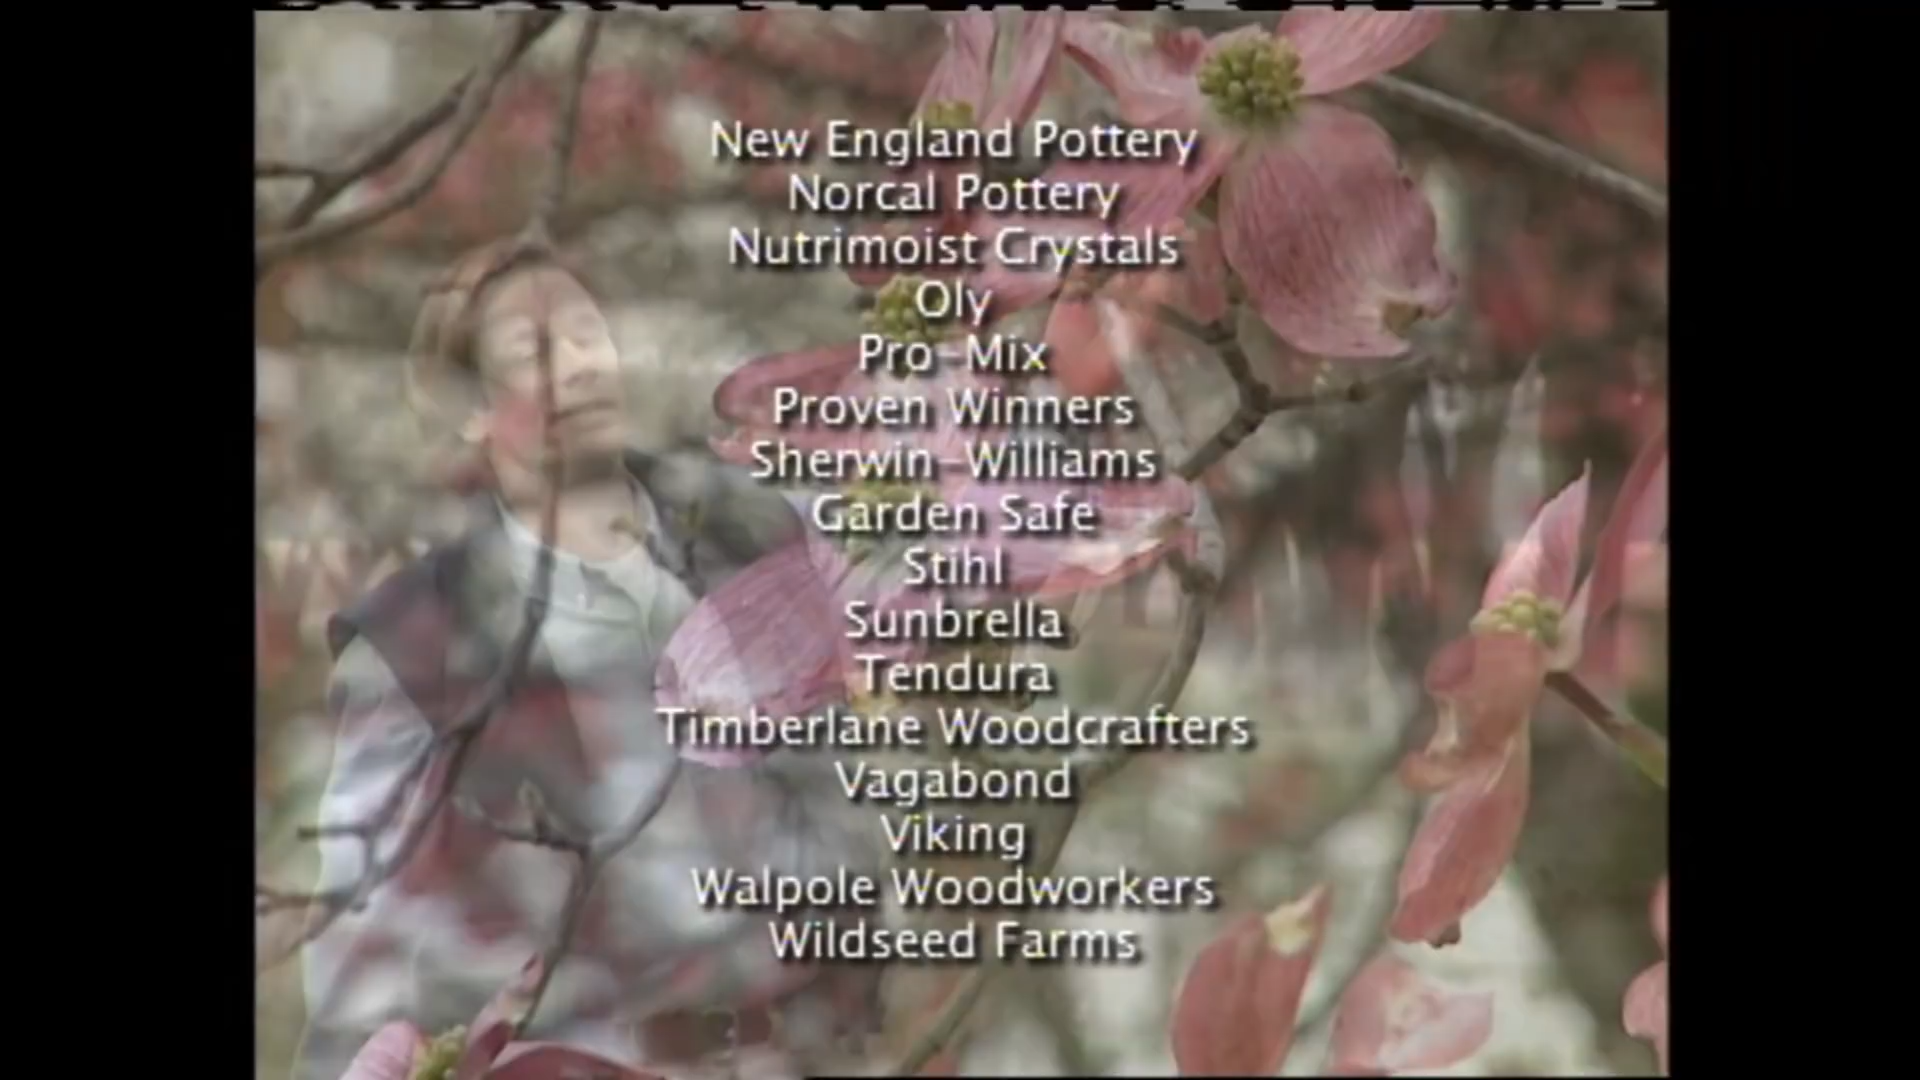 New England Pottery
Norcal Pottery
Nutrimoist Crystals
Oly
Pro-Mix
Proven Winners
Sherwin-Williams
Garden Safe
Stihl
Sunbrella
Tendura
Timberlane Woodcrafters
Vagabond
Viking
Walpole Woodworkers
Wildseed Farms